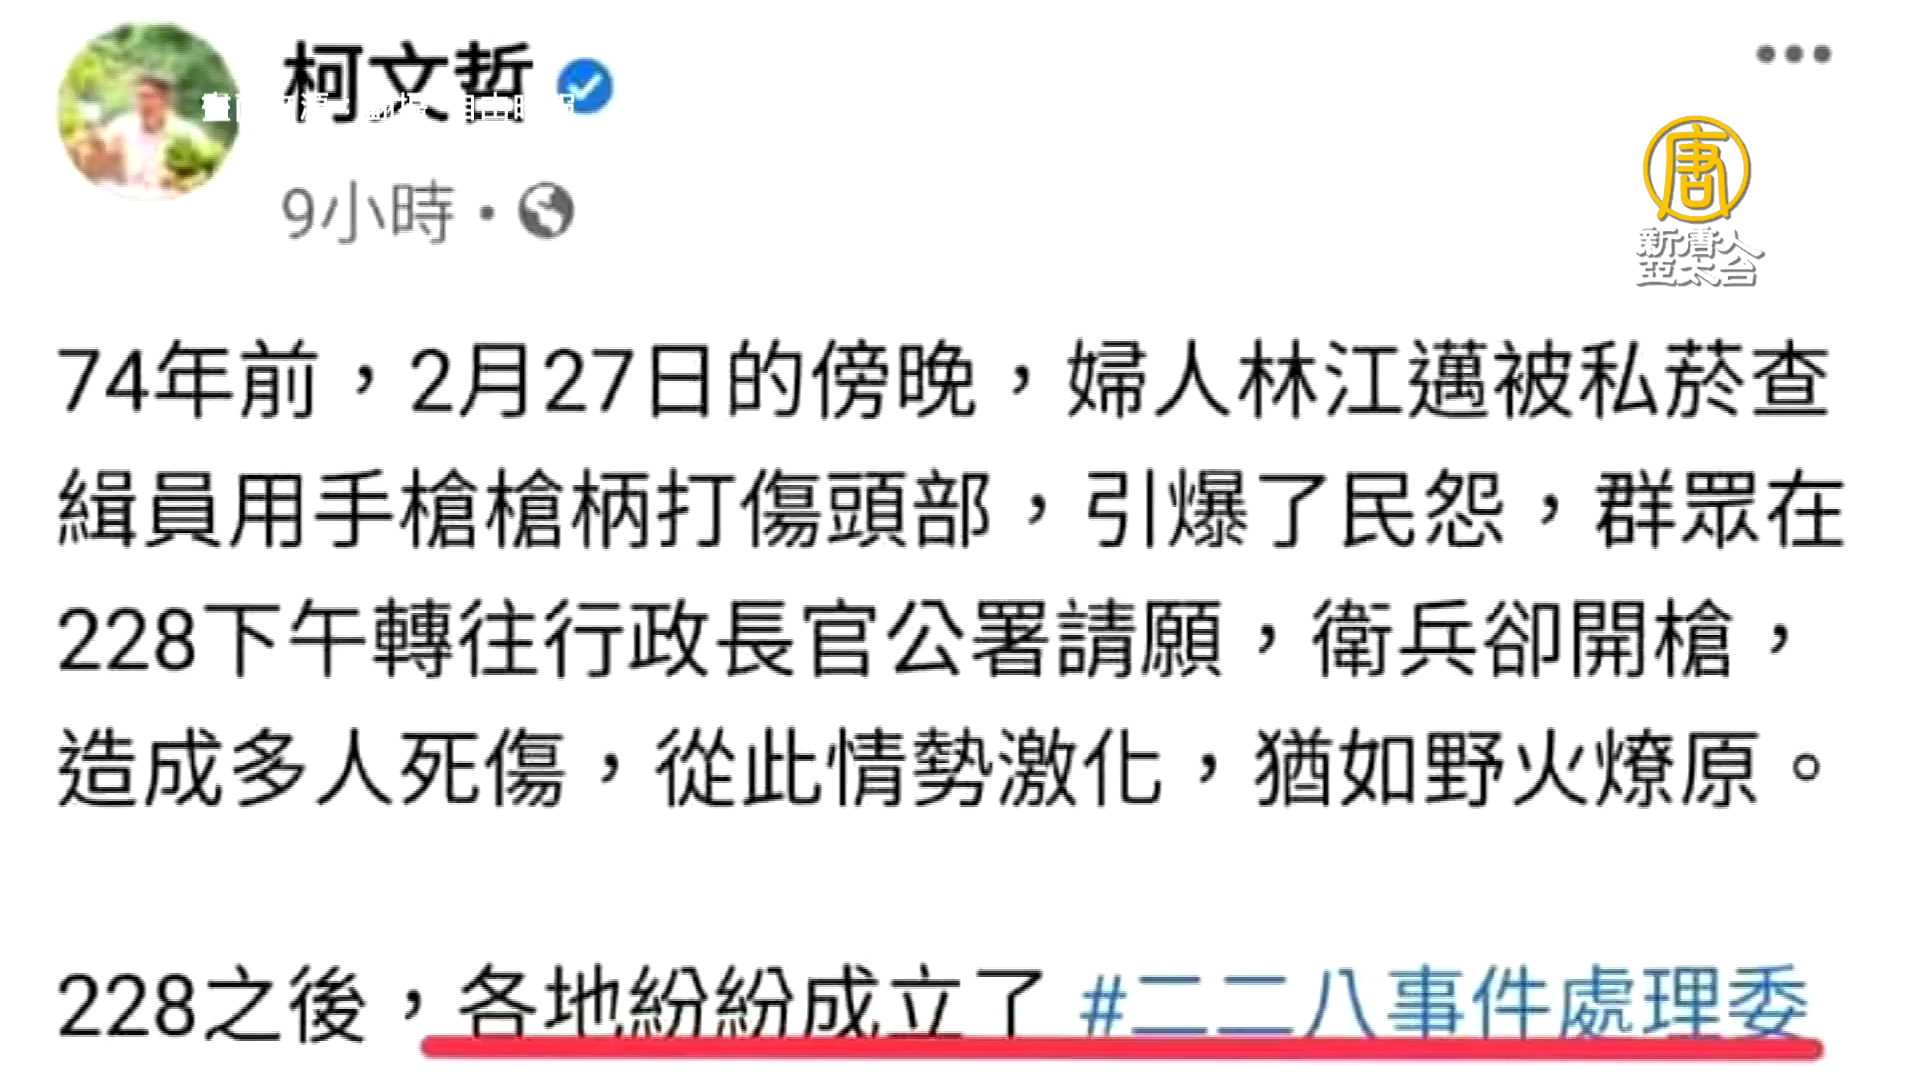 柯文哲
9小時
唐
新唐人
亞太台
74年前，2月27日的傍晚，婦人林江邁被私菸查
緝員用手槍槍柄打傷頭部，引爆了民怨，群眾在
228下午轉往行政長官公署請願，衛兵卻開槍，
造成多人死傷，從此情勢激化，猶如野火燎原。
228之後，各地紛紛成立了 #二二八事件處理委